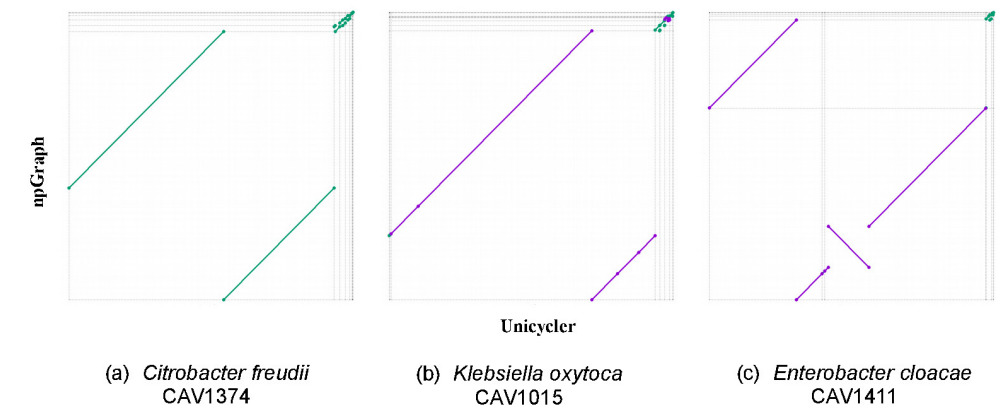 npGraph
Unicycler
(a) Citrobacter freudii
CAV1374
(b) Klebsiella oxytoca
CAV1015
(c) Enterobacter cloacae
CAV1411